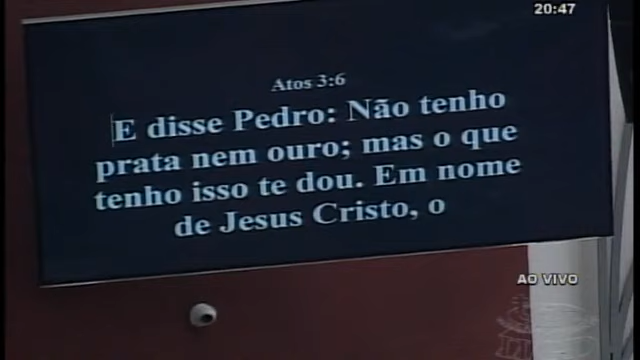 20:47
Atos 3:6
E disse Pedro: Não tenho
prata nem ouro; mas o que
tenho isso te dou. Em nome
de Jesus Cristo, o
AO VIVO